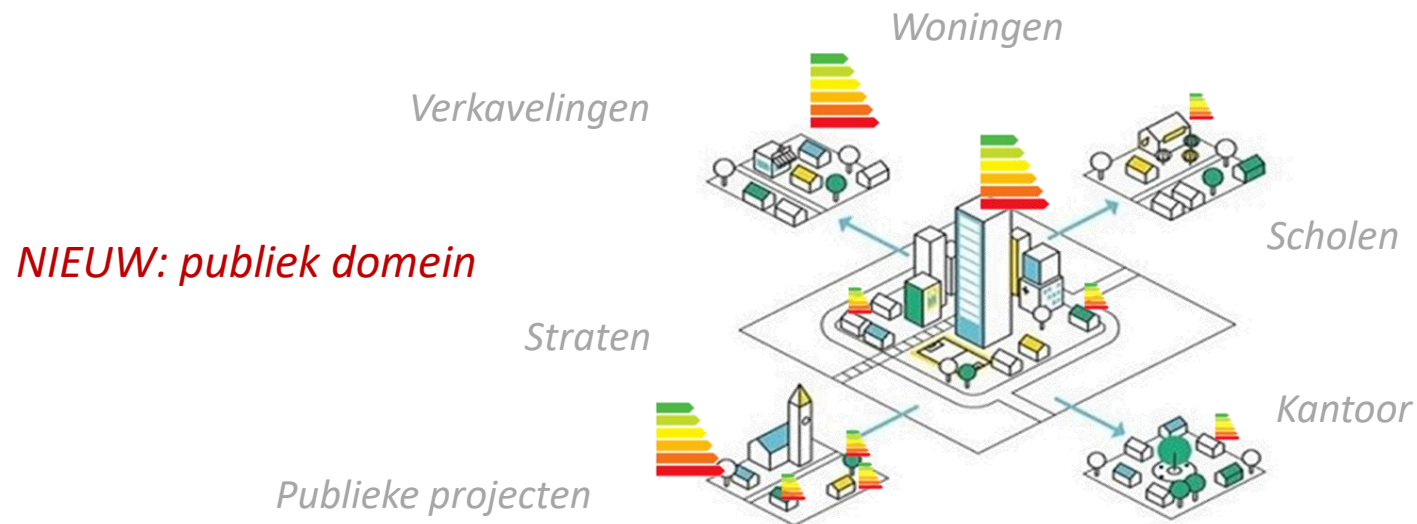 Woningen
Verkavelingen
Scholen
NIEUW: publiek domein
Straten
Kantoor
Publieke projecten